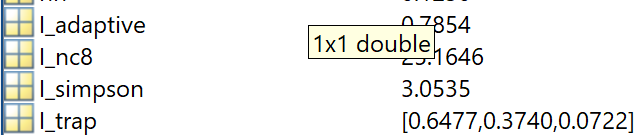 I_adaptive 0.7854
1x1 double
I_nc8
I_simpson 3.0535
I_trap [0.6477,0.3740,0.0722]